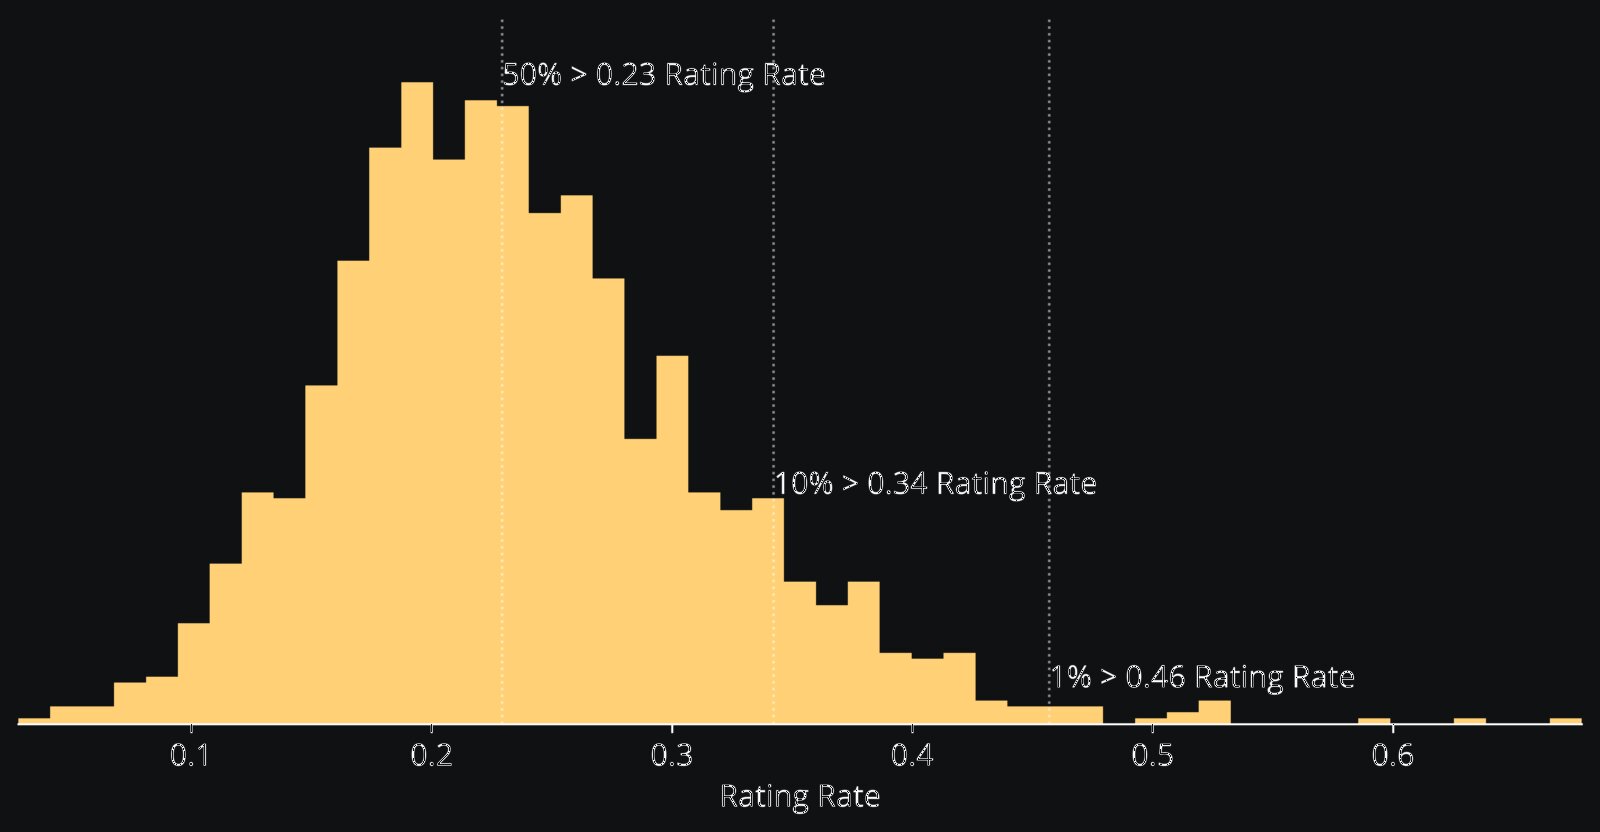 50% > 0.23 Rating Rate
10% > 0.34 Rating Rate
1% > 0.46 Rating Rate
0.1 0.2 0.3 0.4 0.5 0.6
Rating Rate